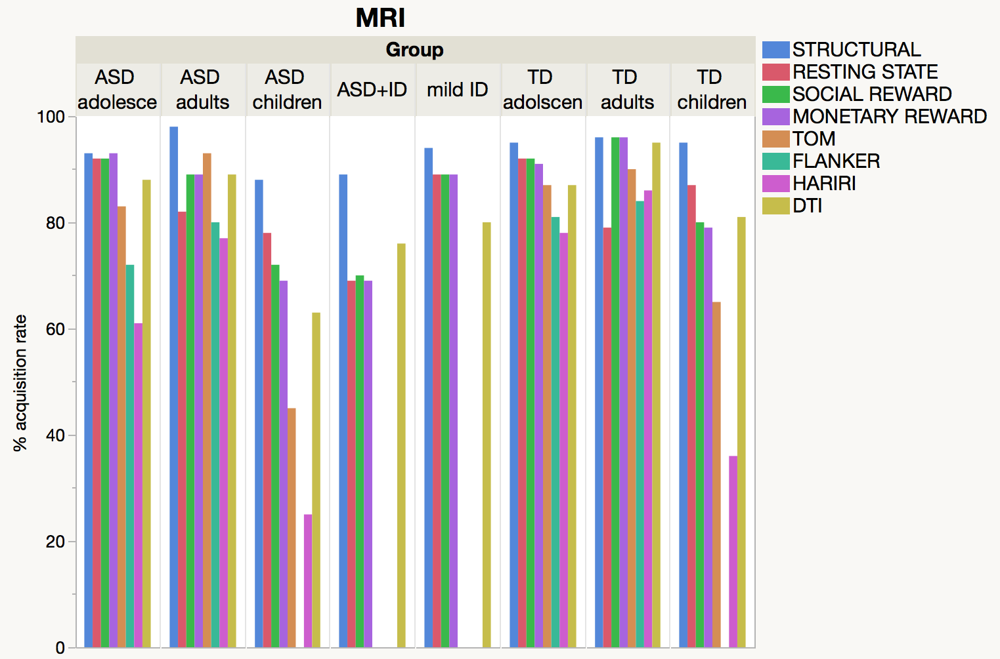 MRI
Group
ASD
adolesce
ASD
adults
ASD
children
ASD+ID
mild ID
TD
adolscen
TD
adults
TD
children
STRUCTURAL
RESTING STATE
SOCIAL REWARD
MONETARY REWARD
TOM
FLANKER
HARIRI
DTI
% acquisition rate
100
80
60
40
20
0